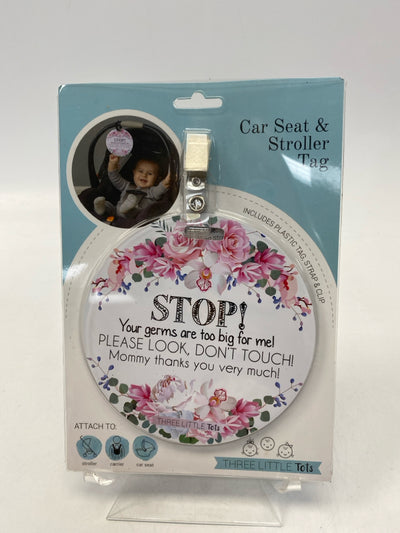 Car Seat &
Stroller
Tag
INCLUDES PLASTIC TAG, STRAP & CLIP
STOP!
Your germs are too big for me!
PLEASE LOOK, DON'T TOUCH!
Mommy thanks you very much!
THREE LITTLE Tots
ATTACH TO:
stroller
carrier
car seat
THREE LITTLE Tots